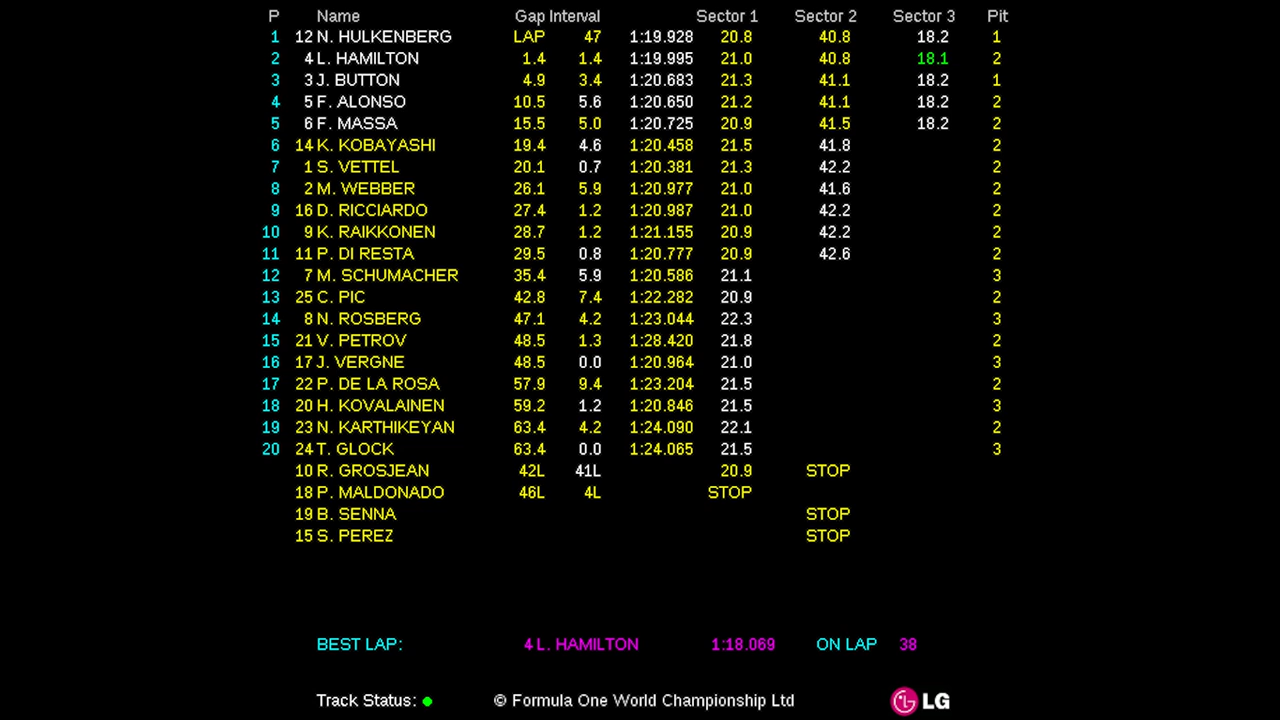 P Name Gap Interval Sector 1 Sector 2 Sector 3 Pit
1 12 N. HULKENBERG LAP 47 1:19.928 20.8 40.8 18.2 1
2 4 L. HAMILTON 1.4 1.4 1:19.995 21.0 40.8 18.1 2
3 3 J. BUTTON 4.9 3.4 1:20.683 21.3 41.1 18.2 1
4 5 F. ALONSO 10.5 5.6 1:20.650 21.2 41.1 18.2 2
5 6 F. MASSA 15.5 5.0 1:20.725 20.9 41.5 18.2 2
6 14 K. KOBAYASHI 19.4 4.6 1:20.458 21.5 41.8 2
7 1 S. VETTEL 20.1 0.7 1:20.381 21.3 42.2 2
8 2 M. WEBBER 26.1 5.9 1:20.977 21.0 41.6 2
9 16 D. RICCIARDO 27.4 1.2 1:20.987 21.0 42.2 2
10 9 K. RAIKKONEN 28.7 1.2 1:21.155 20.9 42.2 2
11 11 P. DI RESTA 29.5 0.8 1:20.777 20.9 42.6 2
12 7 M. SCHUMACHER 35.4 5.9 1:20.586 21.1 3
13 25 C. PIC 42.8 7.4 1:22.282 20.9 2
14 8 N. ROSBERG 47.1 4.2 1:23.044 22.3 3
15 21 V. PETROV 48.5 1.3 1:28.420 21.8 2
16 17 J. VERGNE 48.5 0.0 1:20.964 21.0 3
17 22 P. DE LA ROSA 57.9 9.4 1:23.204 21.5 2
18 20 H. KOVALAINEN 59.2 1.2 1:20.846 21.5 3
19 23 N. KARTHIKEYAN 63.4 4.2 1:24.090 22.1 2
20 24 T. GLOCK 63.4 0.0 1:24.065 21.5 3
10 R. GROSJEAN 42L 41L 20.9 STOP
18 P. MALDONADO 46L 4L STOP
19 B. SENNA STOP
15 S. PEREZ STOP
BEST LAP: 4 L. HAMILTON 1:18.069 ON LAP 38
Track Status: © Formula One World Championship Ltd LG